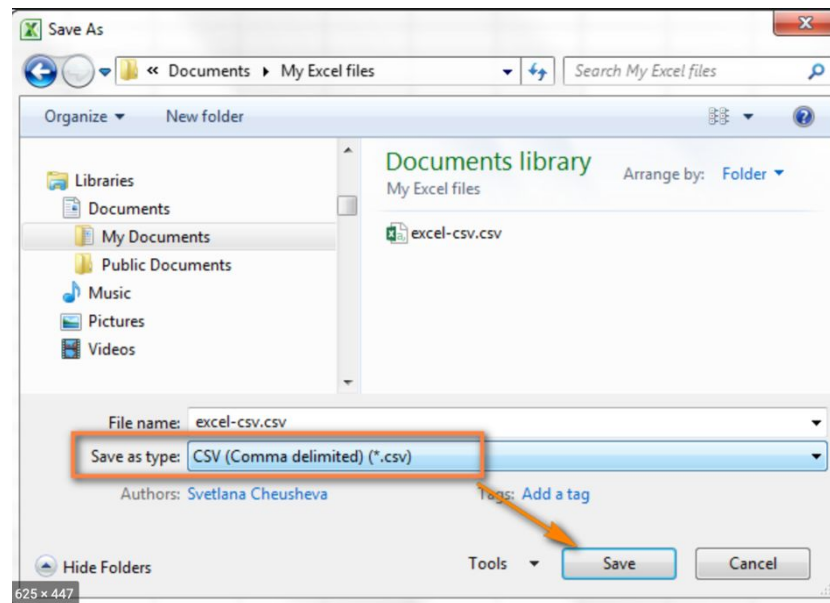 Save As
« Documents ▸ My Excel files
Search My Excel files
Organize
New folder
Libraries
Documents
My Documents
Public Documents
Music
Pictures
Videos
Documents library
My Excel files
Arrange by: Folder
excel-csv.csv
File name: excel-csv.csv
Save as type: CSV (Comma delimited) (*.csv)
Authors: Svetlana Cheusheva
Tags: Add a tag
Hide Folders
Tools
Save
Cancel
625 × 447